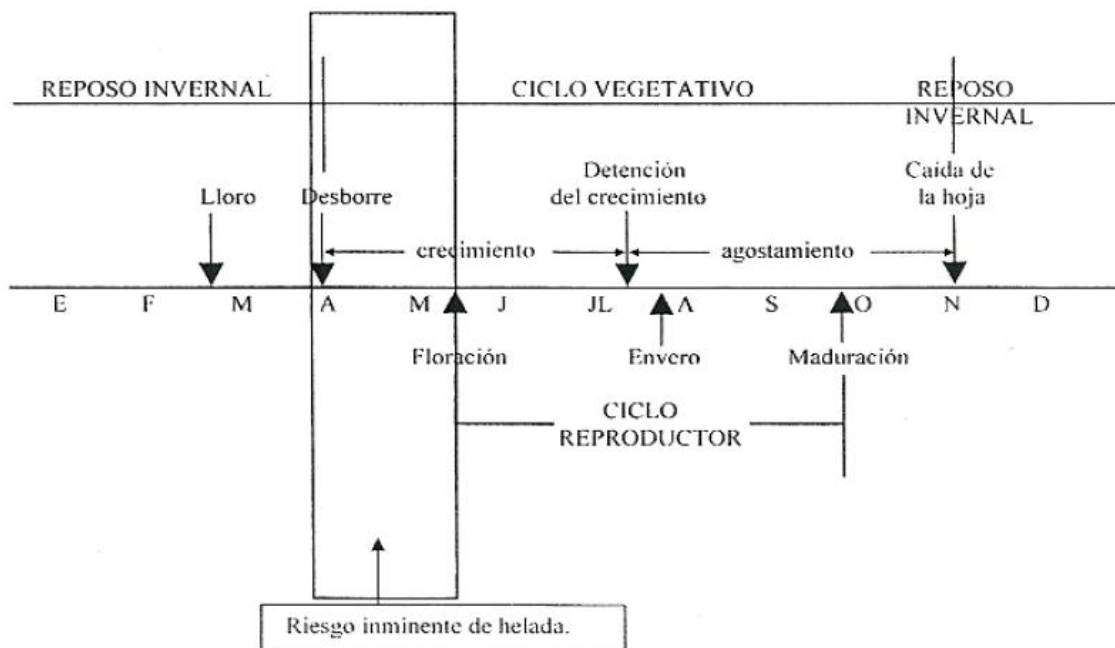 REPOSO INVERNAL
CICLO VEGETATIVO
REPOSO
INVERNAL
Lloro
Desborre
Detención
del crecimiento
Caída de
la hoja
crecimiento
agostamiento
E F M A M J JL A S O N D
Floración
Envero
Maduración
CICLO
REPRODUCTOR
Riesgo inminente de helada.